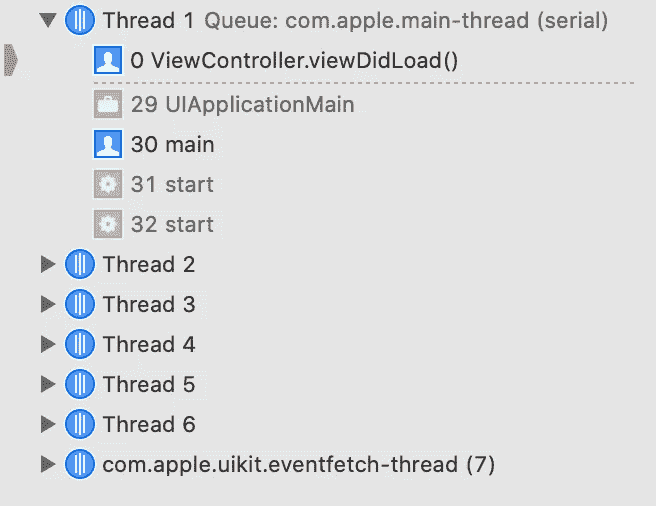 Thread 1 Queue: com.apple.main-thread (serial)
0 ViewController.viewDidLoad()
29 UIApplicationMain
30 main
31 start
32 start
Thread 2
Thread 3
Thread 4
Thread 5
Thread 6
com.apple.uikit.eventfetch-thread (7)